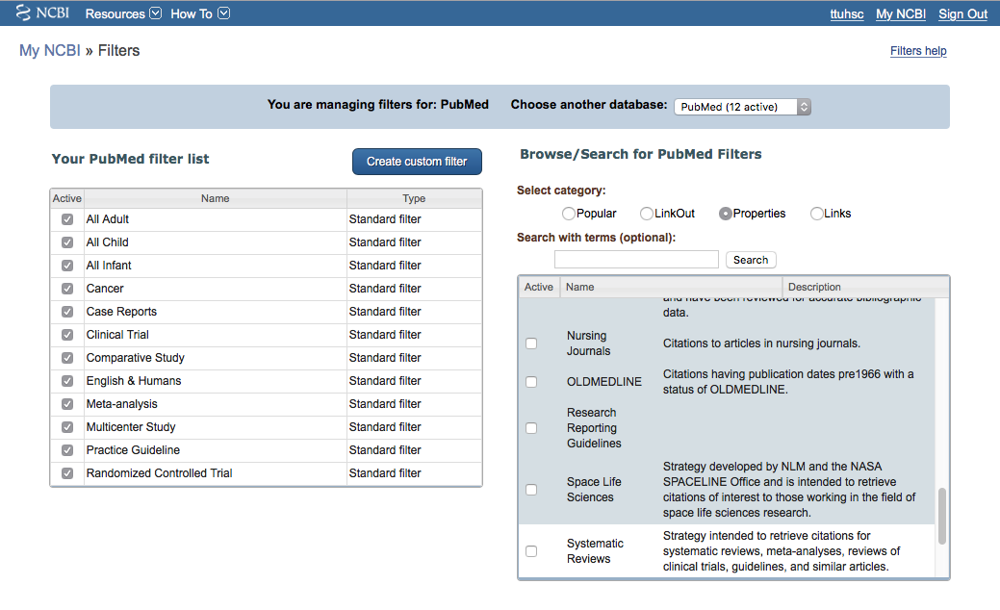 NCBI Resources How To ttuhsc My NCBI Sign Out
My NCBI » Filters Filters help
You are managing filters for: PubMed Choose another database: PubMed (12 active)
Your PubMed filter list
Create custom filter
Active Name Type
All Adult Standard filter
All Child Standard filter
All Infant Standard filter
Cancer Standard filter
Case Reports Standard filter
Clinical Trial Standard filter
Comparative Study Standard filter
English & Humans Standard filter
Meta-analysis Standard filter
Multicenter Study Standard filter
Practice Guideline Standard filter
Randomized Controlled Trial Standard filter
Browse/Search for PubMed Filters
Select category:
Popular LinkOut Properties Links
Search with terms (optional):
Search
Active Name Description
and have been reviewed for accurate bibliographic
data.
Nursing
Journals
Citations to articles in nursing journals.
OLDMEDLINE
Citations having publication dates pre1966 with a
status of OLDMEDLINE.
Research
Reporting
Guidelines
Space Life
Sciences
Strategy developed by NLM and the NASA
SPACELINE Office and is intended to retrieve
citations of interest to those working in the field of
space life sciences research.
Systematic
Reviews
Strategy intended to retrieve citations for
systematic reviews, meta-analyses, reviews of
clinical trials, guidelines, and similar articles.